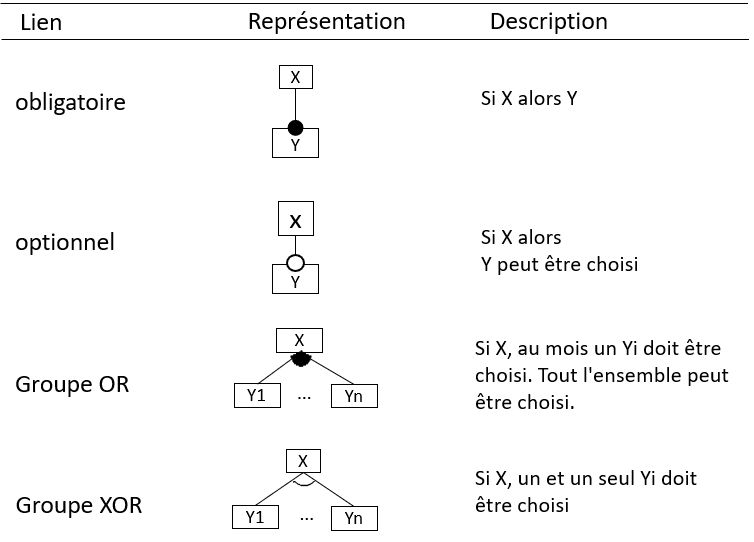 Lien Représentation Description
X
obligatoire Si X alors Y
Y
X
optionnel Si X alors
Y peut être choisi
Y
X
Si X, au mois un Yi doit être
choisi. Tout l'ensemble peut
être choisi.
Groupe OR
Y1 ... Yn
X
Si X, un et un seul Yi doit
être choisi
Groupe XOR
Y1 ... Yn